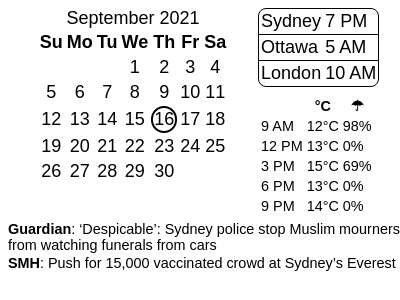 September 2021
Su Mo Tu We Th Fr Sa
1 2 3 4
5 6 7 8 9 10 11
12 13 14 15 16 17 18
19 20 21 22 23 24 25
26 27 28 29 30
Sydney 7 PM
Ottawa 5 AM
London 10 AM
°C ☂
9 AM 12°C 98%
12 PM 13°C 0%
3 PM 15°C 69%
6 PM 13°C 0%
9 PM 14°C 0%
Guardian: ‘Despicable’: Sydney police stop Muslim mourners
from watching funerals from cars
SMH: Push for 15,000 vaccinated crowd at Sydney’s Everest